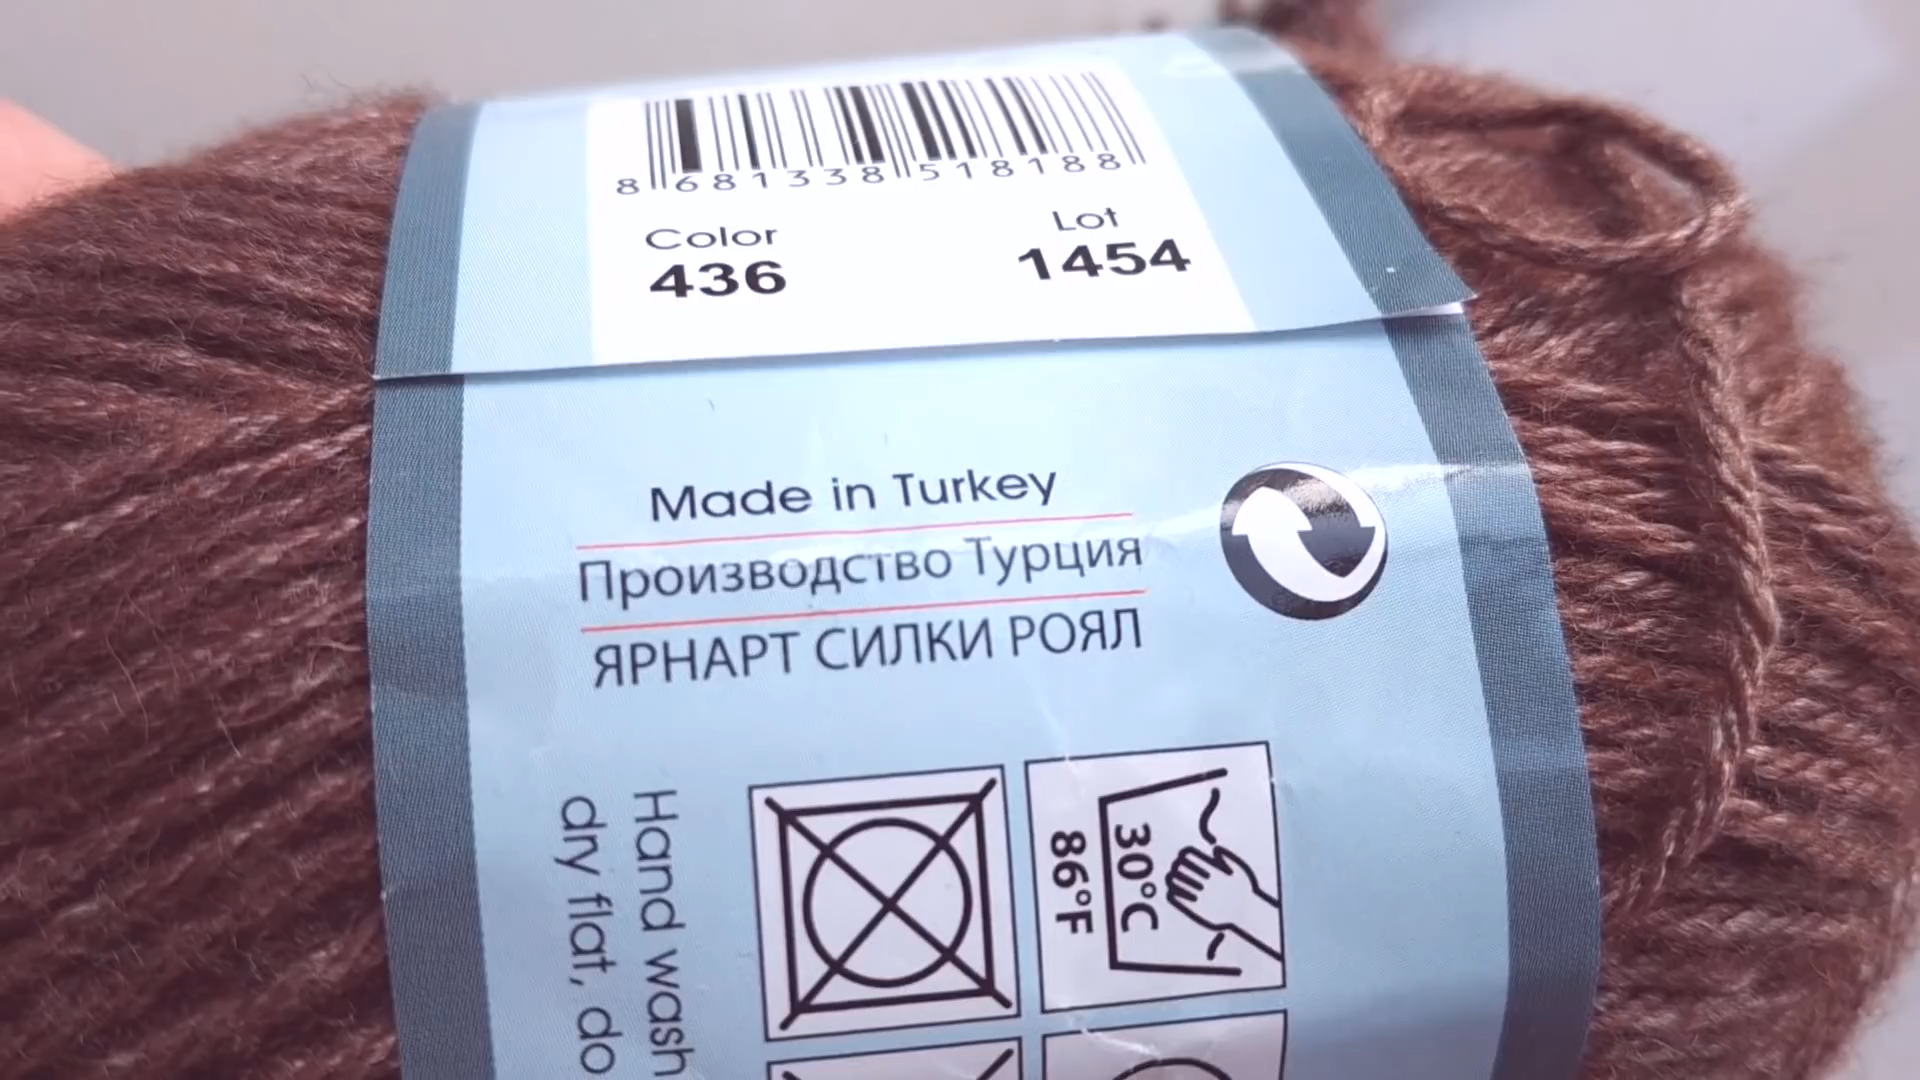 8 681338 518188
Color
436
Lot
1454
Made in Turkey
Производство Турция
ЯРНАРТ СИЛКИ РОЯЛ
30°C
86°F
Hand wash
dry flat, do